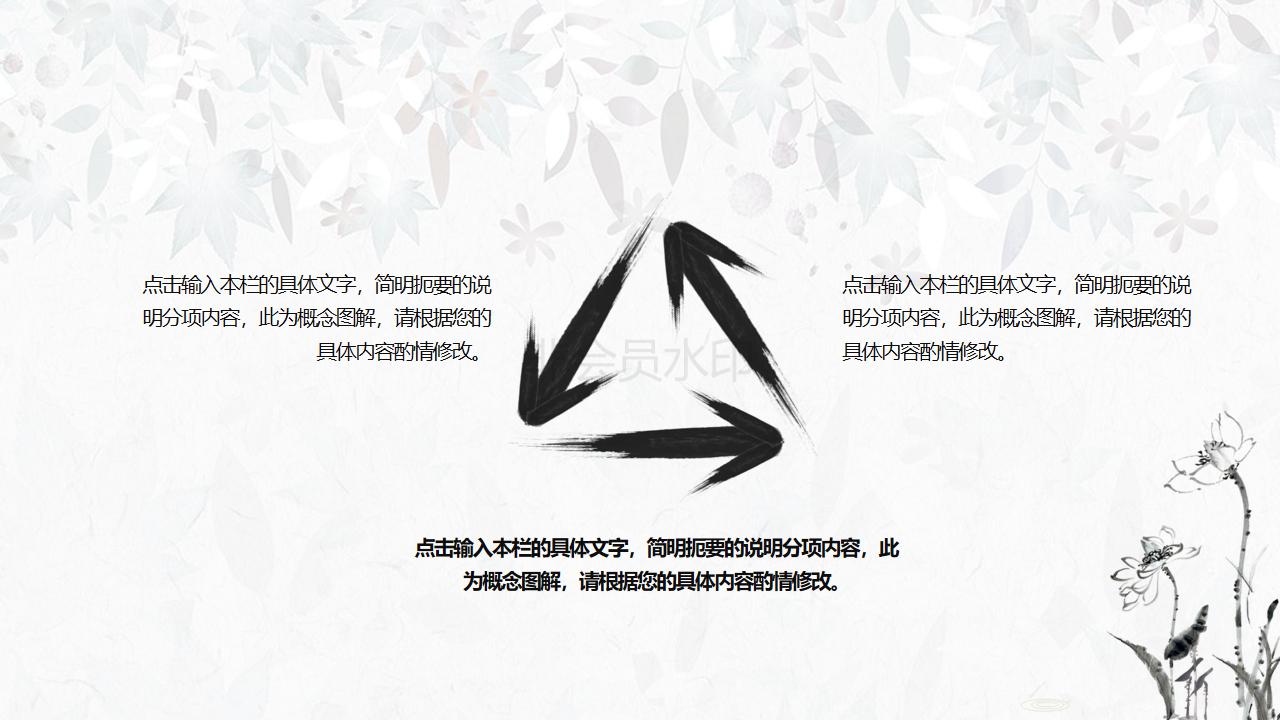 点击输入本栏的具体文字，简明扼要的说
明分项内容，此为概念图解，请根据您的
具体内容酌情修改。
点击输入本栏的具体文字，简明扼要的说
明分项内容，此为概念图解，请根据您的
具体内容酌情修改。
非会员水印
点击输入本栏的具体文字，简明扼要的说明分项内容，此
为概念图解，请根据您的具体内容酌情修改。